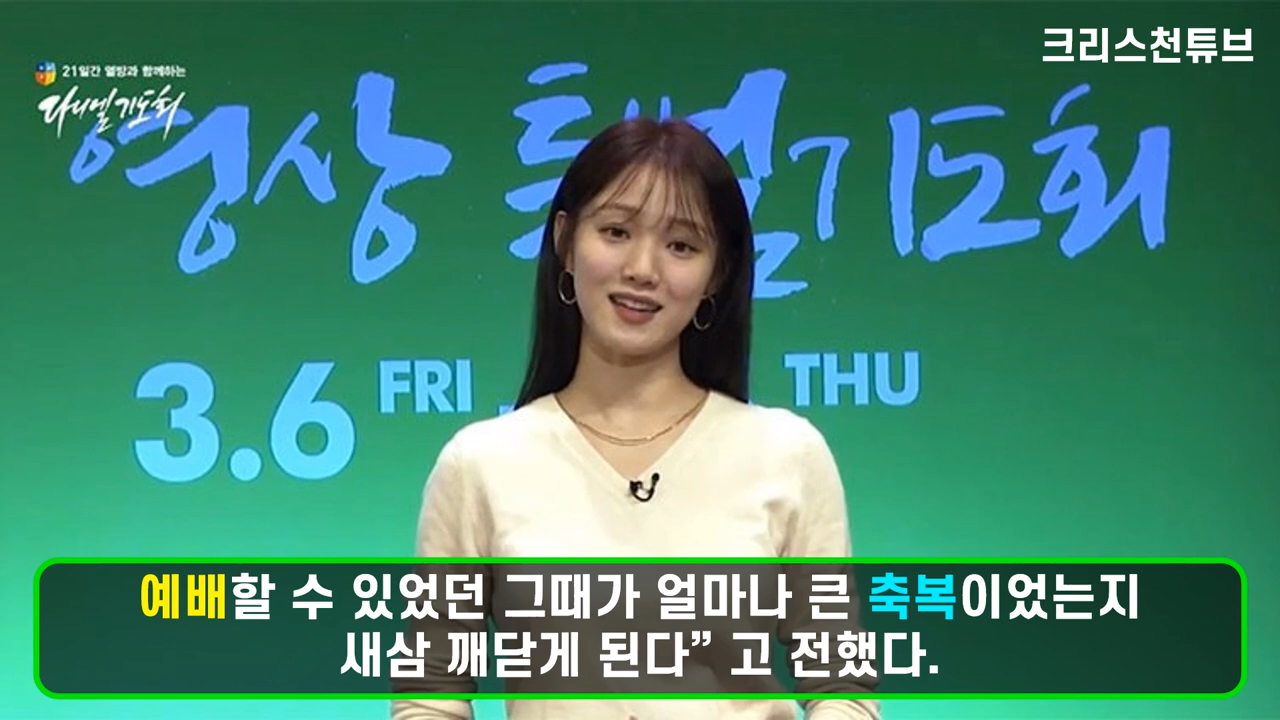 크리스천튜브
21일간 열방과 함께하는
다니엘기도회
영상 특별기도회
3.6 FRI
THU
예배할 수 있었던 그때가 얼마나 큰 축복이었는지
새삼 깨닫게 된다” 고 전했다.